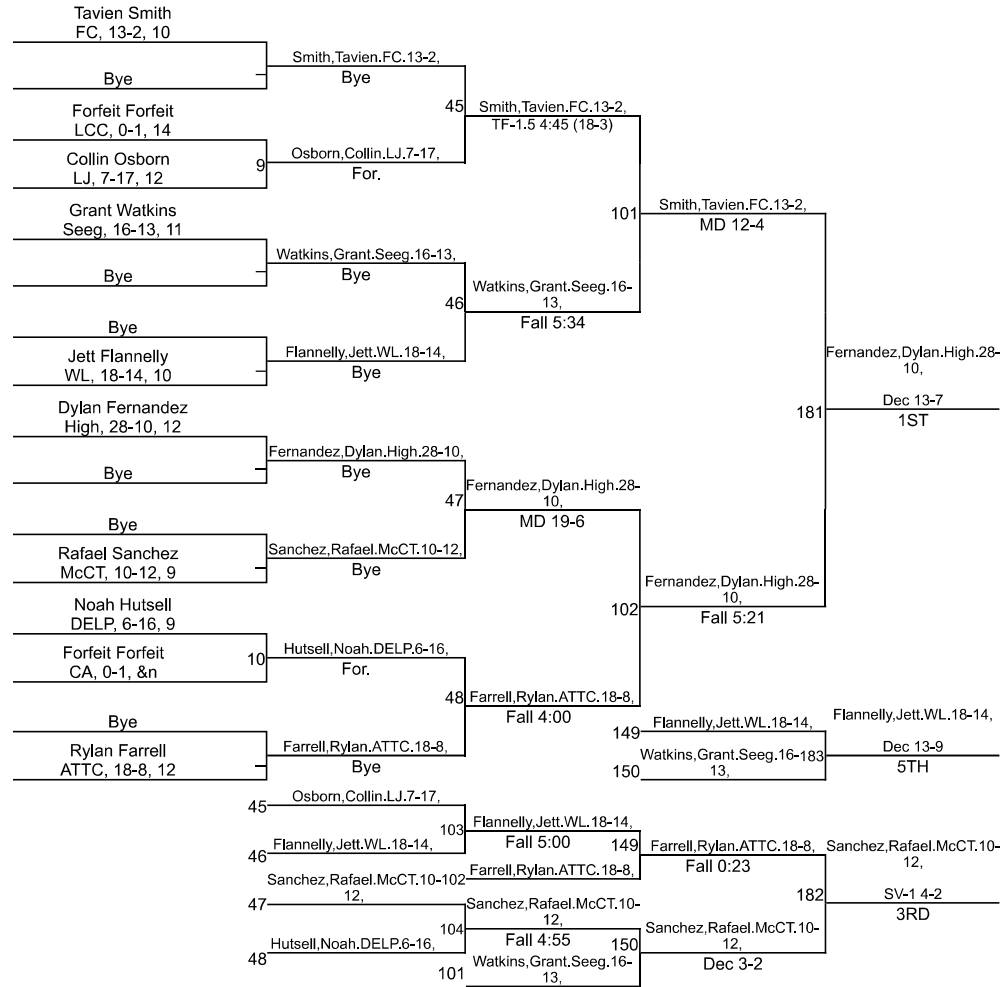 Tavien Smith
FC, 13-2, 10
Bye
Smith,Tavien.FC.13-2,
Bye
Forfeit Forfeit
LCC, 0-1, 14
Collin Osborn
LJ, 7-17, 12
9
Osborn,Collin.LJ.7-17,
For.
45
Smith,Tavien.FC.13-2,
TF-1.5 4:45 (18-3)
Grant Watkins
Seeg, 16-13, 11
Bye
Watkins,Grant.Seeg.16-13,
Bye
Bye
Jett Flannelly
WL, 18-14, 10
Flannelly,Jett.WL.18-14,
Bye
46
Watkins,Grant.Seeg.16-
13,
Fall 5:34
101
Smith,Tavien.FC.13-2,
MD 12-4
Dylan Fernandez
High, 28-10, 12
Bye
Fernandez,Dylan.High.28-10,
Bye
Bye
Rafael Sanchez
McCT, 10-12, 9
Sanchez,Rafael.McCT.10-12,
Bye
47
Fernandez,Dylan.High.28-
10,
MD 19-6
Noah Hutsell
DELP, 6-16, 9
Forfeit Forfeit
CA, 0-1, &n
10
Hutsell,Noah.DELP.6-16,
For.
Bye
Rylan Farrell
ATTC, 18-8, 12
Farrell,Rylan.ATTC.18-8,
Bye
48
Farrell,Rylan.ATTC.18-8,
Fall 4:00
102
Fernandez,Dylan.High.28-
10,
Fall 5:21
181
Fernandez,Dylan.High.28-
10,
Dec 13-7
1ST
149
Flannelly,Jett.WL.18-14,
150
Watkins,Grant.Seeg.16-
13,
183
Flannelly,Jett.WL.18-14,
Dec 13-9
5TH
45
Osborn,Collin.LJ.7-17,
46
Flannelly,Jett.WL.18-14,
103
Flannelly,Jett.WL.18-14,
Fall 5:00
102
Farrell,Rylan.ATTC.18-8,
149
Farrell,Rylan.ATTC.18-8,
Fall 0:23
47
Sanchez,Rafael.McCT.10-
12,
48
Hutsell,Noah.DELP.6-16,
104
Sanchez,Rafael.McCT.10-
12,
Fall 4:55
101
Watkins,Grant.Seeg.16-
13,
150
Sanchez,Rafael.McCT.10-
12,
Dec 3-2
182
Sanchez,Rafael.McCT.10-
12,
SV-1 4-2
3RD